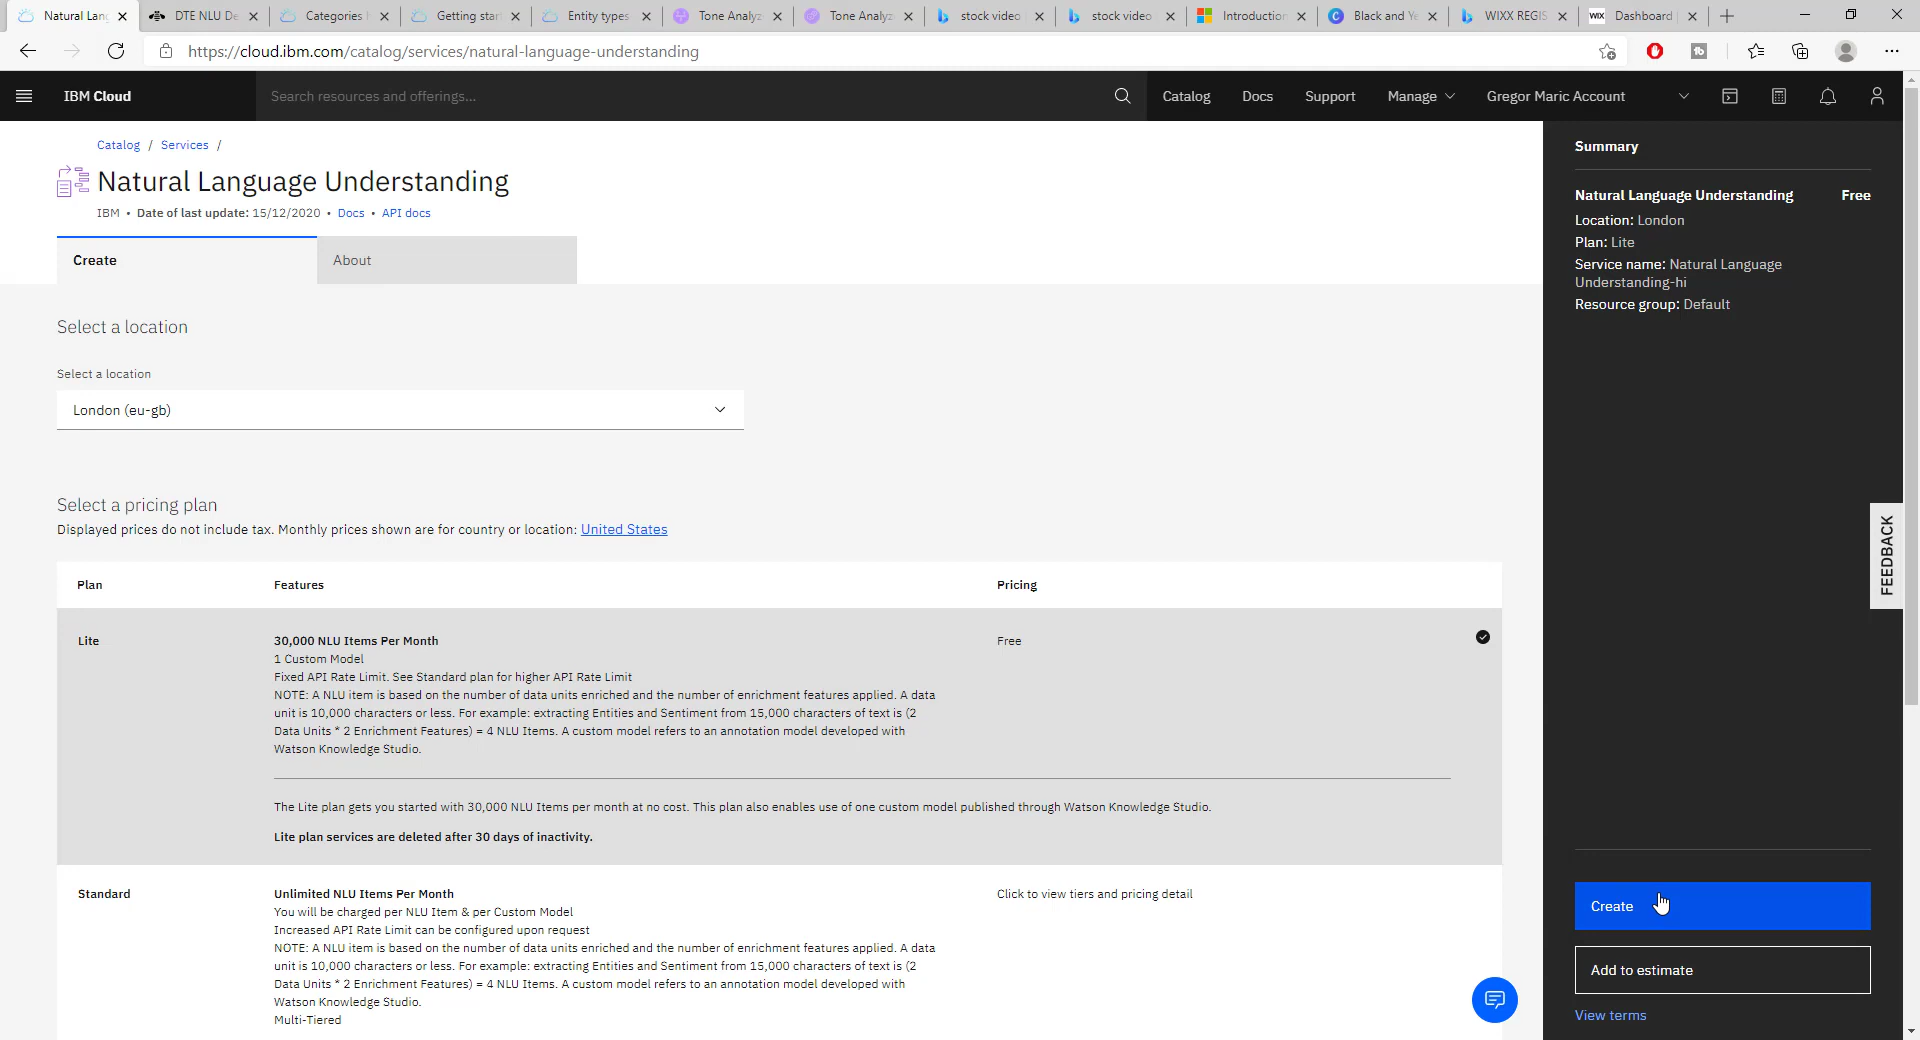 Natural Lang
DTE NLU De
Categories h
Getting start
Entity types
Tone Analyz
Tone Analyz
stock video
stock video
Introduction
Black and Ye
WIXX REGIS
WIX
Dashboard
https://cloud.ibm.com/catalog/services/natural-language-understanding
IBM Cloud
Search resources and offerings...
Catalog
Docs
Support
Manage
Gregor Maric Account
Catalog / Services /
Natural Language Understanding
IBM • Date of last update: 15/12/2020 • Docs • API docs
Create
About
Select a location
Select a location
London (eu-gb)
Select a pricing plan
Displayed prices do not include tax. Monthly prices shown are for country or location: United States
Plan
Features
Pricing
Lite
30,000 NLU Items Per Month
Free
1 Custom Model
Fixed API Rate Limit. See Standard plan for higher API Rate Limit
NOTE: A NLU item is based on the number of data units enriched and the number of enrichment features applied. A data
unit is 10,000 characters or less. For example: extracting Entities and Sentiment from 15,000 characters of text is (2
Data Units * 2 Enrichment Features) = 4 NLU Items. A custom model refers to an annotation model developed with
Watson Knowledge Studio.
The Lite plan gets you started with 30,000 NLU Items per month at no cost. This plan also enables use of one custom model published through Watson Knowledge Studio.
Lite plan services are deleted after 30 days of inactivity.
Standard
Unlimited NLU Items Per Month
Click to view tiers and pricing detail
You will be charged per NLU Item & per Custom Model
Increased API Rate Limit can be configured upon request
NOTE: A NLU item is based on the number of data units enriched and the number of enrichment features applied. A data
unit is 10,000 characters or less. For example: extracting Entities and Sentiment from 15,000 characters of text is (2
Data Units * 2 Enrichment Features) = 4 NLU Items. A custom model refers to an annotation model developed with
Watson Knowledge Studio.
Multi-Tiered
Summary
Natural Language Understanding
Free
Location: London
Plan: Lite
Service name: Natural Language
Understanding-hi
Resource group: Default
FEEDBACK
Create
Add to estimate
View terms